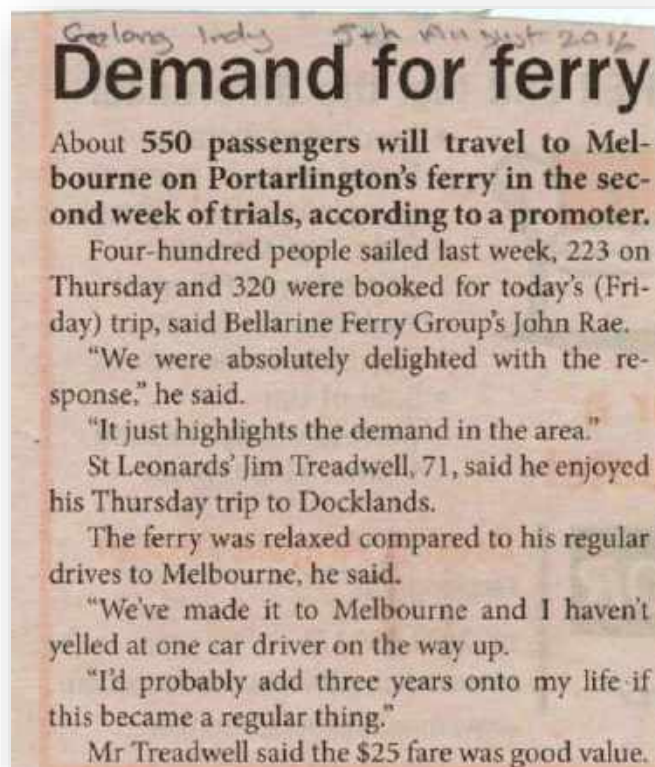 Geelong Indy 5th August 2016
Demand for ferry
About 550 passengers will travel to Mel-
bourne on Portarlington's ferry in the sec-
ond week of trials, according to a promoter.
Four-hundred people sailed last week, 223 on
Thursday and 320 were booked for today's (Fri-
day) trip, said Bellarine Ferry Group's John Rae.
"We were absolutely delighted with the re-
sponse," he said.
"It just highlights the demand in the area."
St Leonards' Jim Treadwell, 71, said he enjoyed
his Thursday trip to Docklands.
The ferry was relaxed compared to his regular
drives to Melbourne, he said.
"We've made it to Melbourne and I haven't
yelled at one car driver on the way up.
"I'd probably add three years onto my life if
this became a regular thing."
Mr Treadwell said the $25 fare was good value.